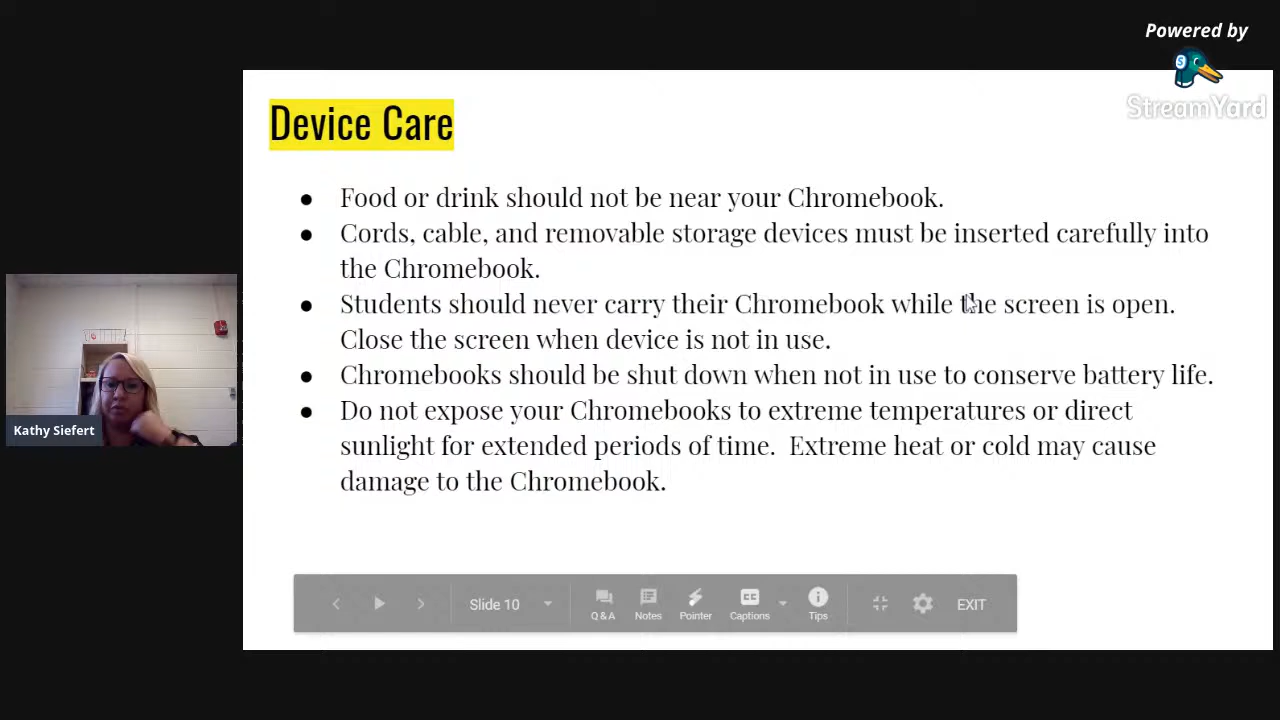 Powered by
StreamYard
Device Care
● Food or drink should not be near your Chromebook.
● Cords, cable, and removable storage devices must be inserted carefully into
the Chromebook.
● Students should never carry their Chromebook while the screen is open.
Close the screen when device is not in use.
● Chromebooks should be shut down when not in use to conserve battery life.
● Do not expose your Chromebooks to extreme temperatures or direct
sunlight for extended periods of time.  Extreme heat or cold may cause
damage to the Chromebook.
Kathy Siefert
Slide 10
Q & A
Notes
Pointer
CC
Captions
Tips
EXIT